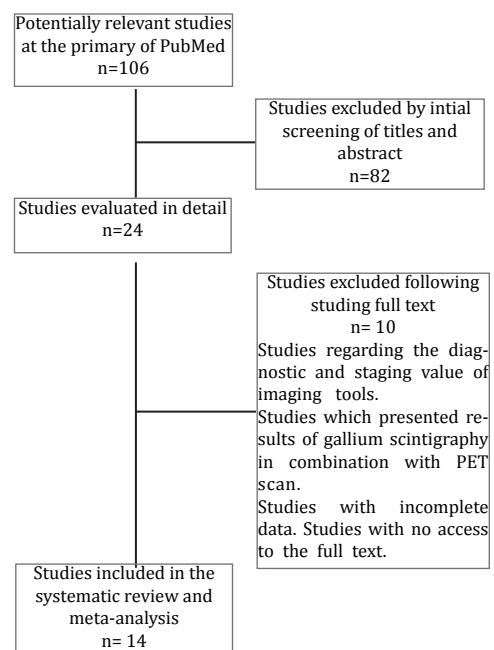 Potentially relevant studies
at the primary of PubMed
n=106
Studies excluded by intial
screening of titles and
abstract
n=82
Studies evaluated in detail
n=24
Studies excluded following
studing full text
n= 10
Studies regarding the diag-
nostic and staging value of
imaging tools.
Studies which presented re-
sults of gallium scintigraphy
in combination with PET
scan.
Studies with incomplete
data. Studies with no access
to the full text.
Studies included in the
systematic review and
meta-analysis
n= 14